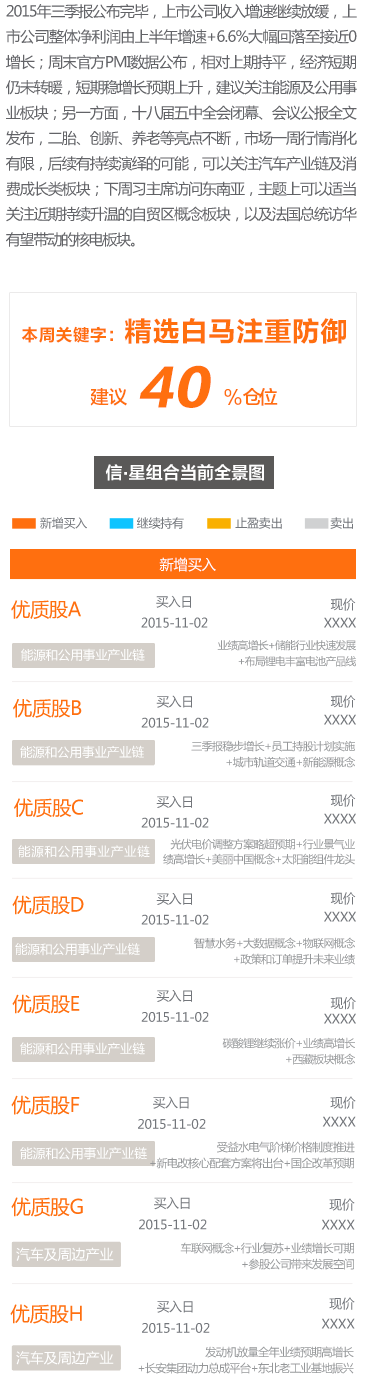 2015年三季报公布完毕，上市公司收入增速继续放缓，上
市公司整体净利润由上半年增速+6.6%大幅回落至接近0
增长；周末官方PMI数据公布，相对上期持平，经济短期
仍未转暖，短期稳增长预期上升，建议关注能源及公用事
业板块；另一方面，十八届五中全会闭幕、会议公报全文
发布，二胎、创新、养老等亮点不断，市场一周行情消化
有限，后续有持续演绎的可能，可以关注汽车产业链及消
费成长类板块；下周习主席访问东南亚，主题上可以适当
关注近期持续升温的自贸区概念板块，以及法国总统访华
有望带动的核电板块。
本周关键字：精选白马注重防御
建议 40 %仓位
信·星组合当前全景图
新增买入 继续持有 止盈卖出 卖出
新增买入
优质股A 买入日 现价
2015-11-02 XXXX
能源和公用事业产业链 业绩高增长+储能行业快速发展
+布局锂电丰富电池产品线
优质股B 买入日 现价
2015-11-02 XXXX
能源和公用事业产业链 三季报稳步增长+员工持股计划实施
+城市轨道交通+新能源概念
优质股C 买入日 现价
2015-11-02 XXXX
能源和公用事业产业链 光伏电价调整方案略超预期+行业景气业
绩高增长+美丽中国概念+太阳能组件龙头
优质股D 买入日 现价
2015-11-02 XXXX
能源和公用事业产业链 智慧水务+大数据概念+物联网概念
+政策和订单提升未来业绩
优质股E 买入日 现价
2015-11-02 XXXX
能源和公用事业产业链 碳酸锂继续涨价+业绩高增长
+西藏板块概念
优质股F 买入日 现价
2015-11-02 XXXX
能源和公用事业产业链 受益水电气阶梯价格制度推进
+新电改核心配套方案将出台+国企改革预期
优质股G 买入日 现价
2015-11-02 XXXX
汽车及周边产业 车联网概念+行业复苏+业绩增长可期
+参股公司带来发展空间
优质股H 买入日 现价
2015-11-02 XXXX
汽车及周边产业 发动机放量全年业绩预期高增长
+长安集团动力总成平台+东北老工业基地振兴